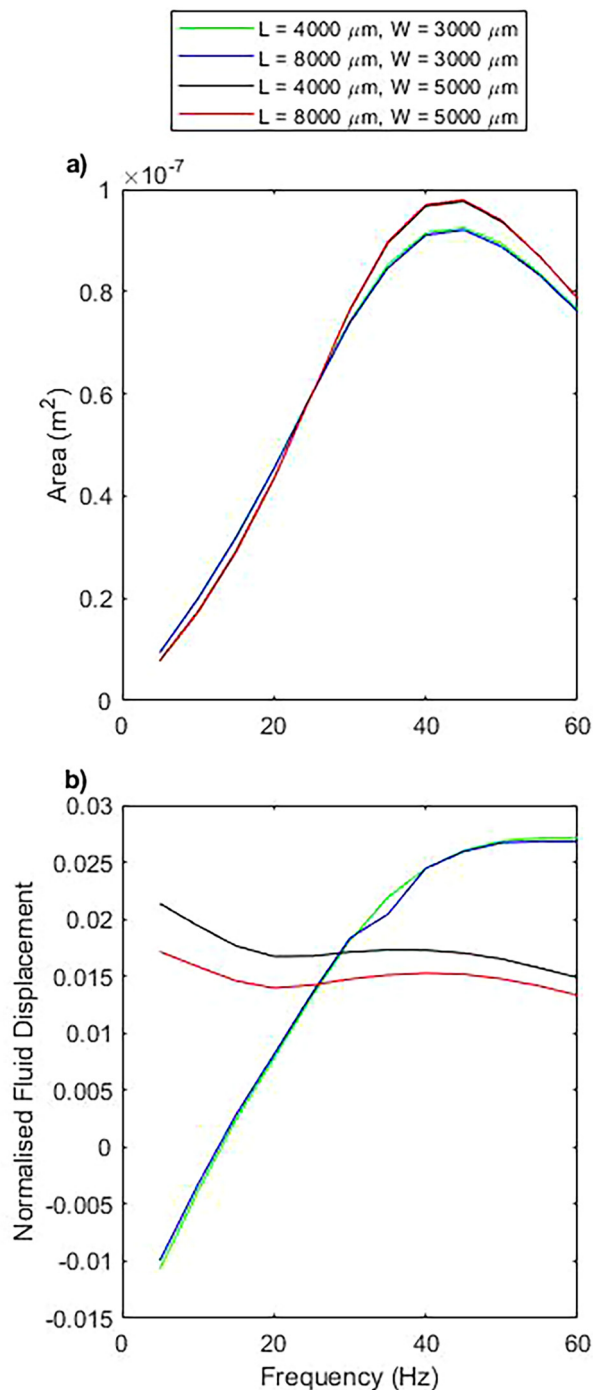 L = 4000 μm, W = 3000 μm
L = 8000 μm, W = 3000 μm
L = 4000 μm, W = 5000 μm
L = 8000 μm, W = 5000 μm
a)
×10-7
1
0.8
0.6
0.4
0.2
0
Area (m2)
0 20 40 60
b)
0.03
0.025
0.02
0.015
0.01
0.005
0
-0.005
-0.01
-0.015
Normalised Fluid Displacement
0 20 40 60
Frequency (Hz)